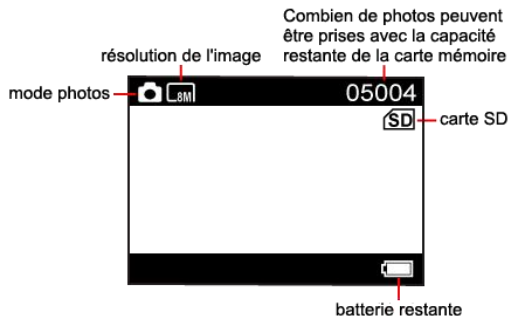 Combien de photos peuvent
être prises avec la capacité
restante de la carte mémoire
résolution de l'image
mode photos
8M
05004
SD
carte SD
batterie restante